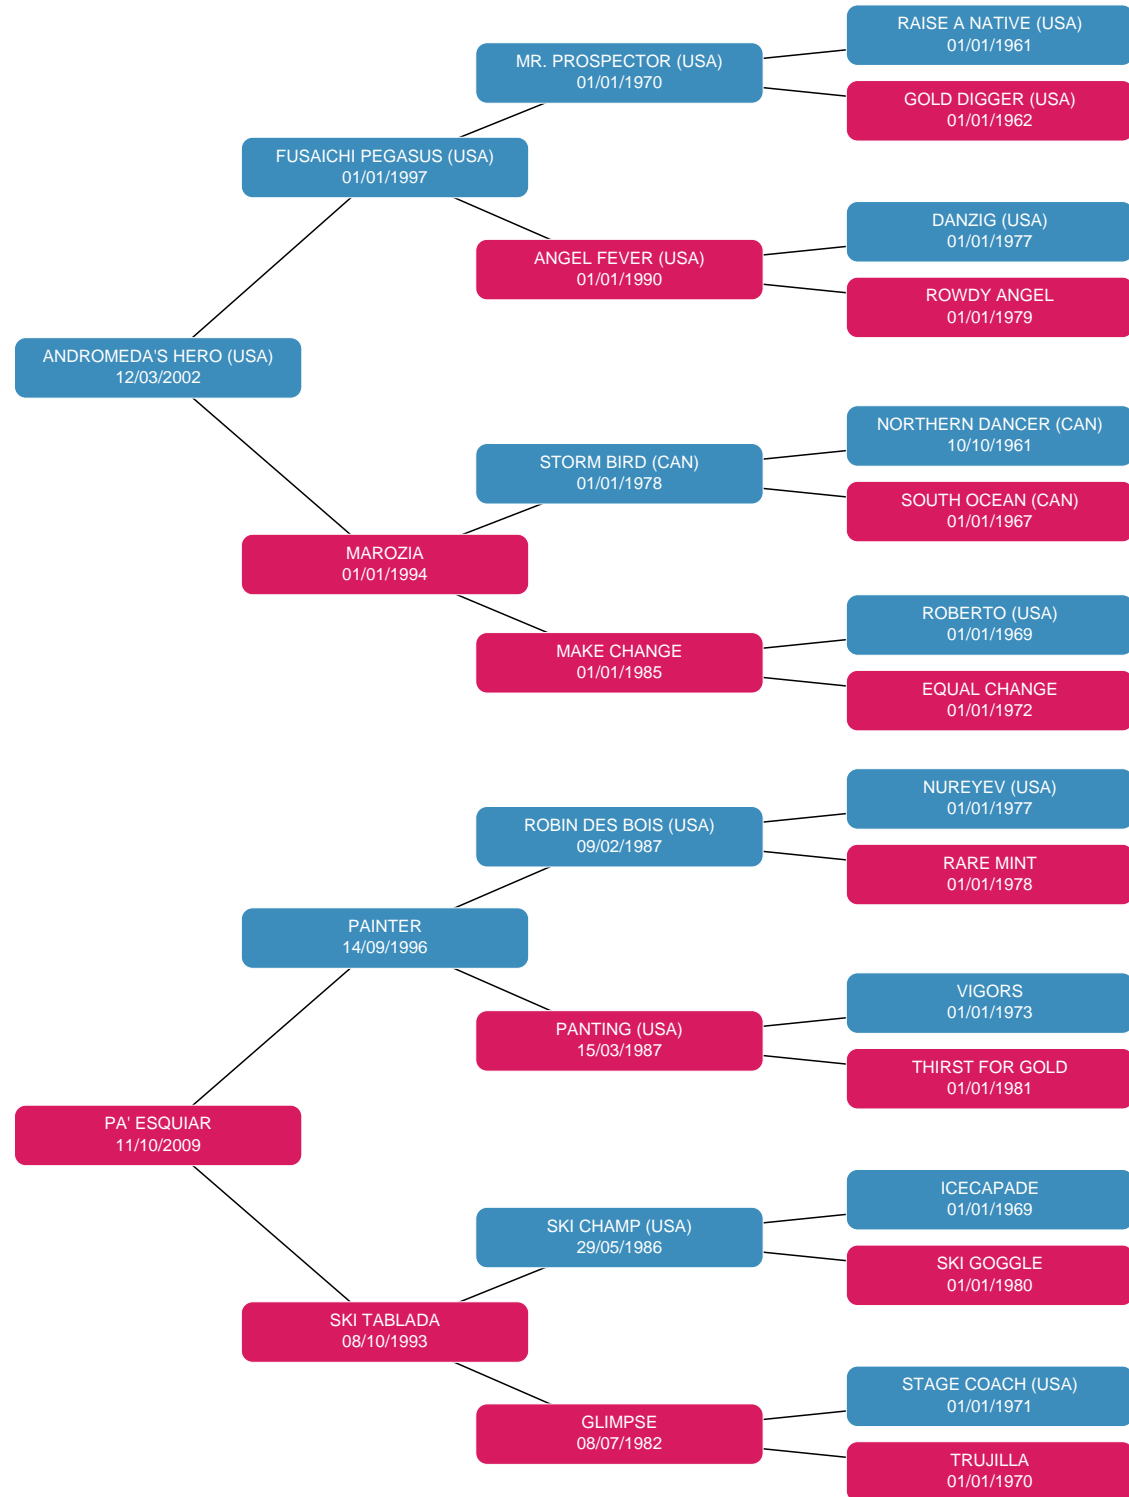 RAISE A NATIVE (USA)
01/01/1961
MR. PROSPECTOR (USA)
01/01/1970
GOLD DIGGER (USA)
01/01/1962
FUSAICHI PEGASUS (USA)
01/01/1997
DANZIG (USA)
01/01/1977
ANGEL FEVER (USA)
01/01/1990
ROWDY ANGEL
01/01/1979
ANDROMEDA'S HERO (USA)
12/03/2002
NORTHERN DANCER (CAN)
10/10/1961
STORM BIRD (CAN)
01/01/1978
SOUTH OCEAN (CAN)
01/01/1967
MAROZIA
01/01/1994
ROBERTO (USA)
01/01/1969
MAKE CHANGE
01/01/1985
EQUAL CHANGE
01/01/1972
NUREYEV (USA)
01/01/1977
ROBIN DES BOIS (USA)
09/02/1987
RARE MINT
01/01/1978
PAINTER
14/09/1996
VIGORS
01/01/1973
PANTING (USA)
15/03/1987
THIRST FOR GOLD
01/01/1981
PA' ESQUIAR
11/10/2009
ICECAPADE
01/01/1969
SKI CHAMP (USA)
29/05/1986
SKI GOGGLE
01/01/1980
SKI TABLADA
08/10/1993
STAGE COACH (USA)
01/01/1971
GLIMPSE
08/07/1982
TRUJILLA
01/01/1970